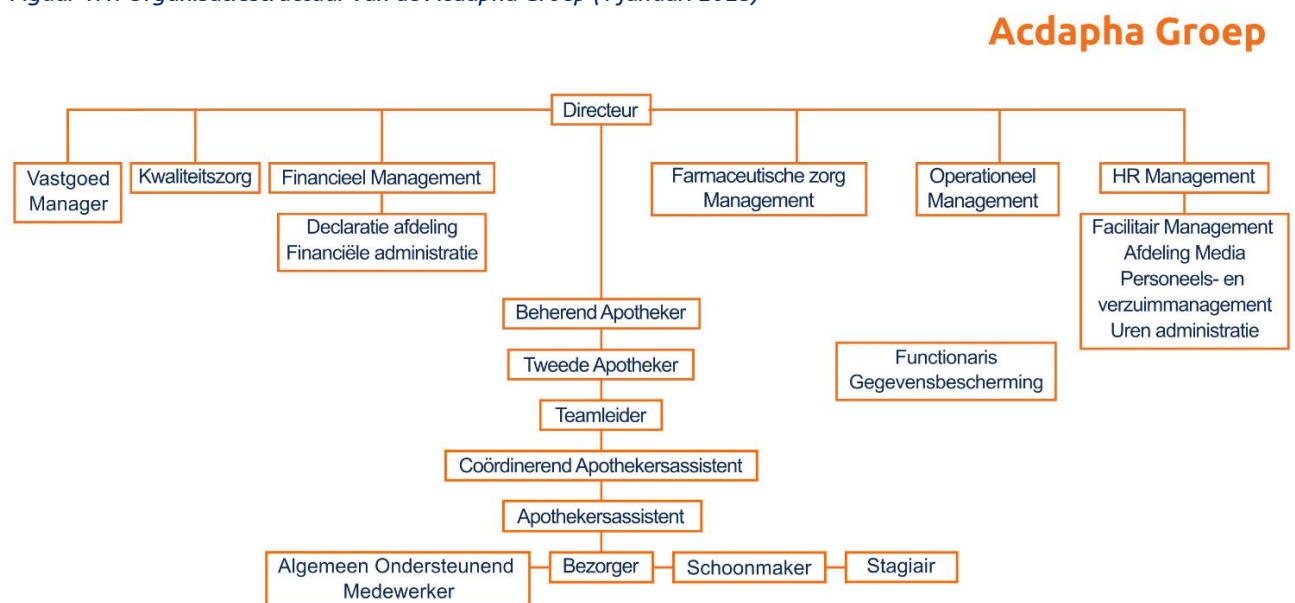 Acdapha Groep
Directeur
Vastgoed
Manager
Kwaliteitszorg
Financieel Management
Declaratie afdeling
Financiële administratie
Farmaceutische zorg
Management
Operationeel
Management
HR Management
Facilitair Management
Afdeling Media
Personeels- en
verzuimmanagement
Uren administratie
Beherend Apotheker
Tweede Apotheker
Functionaris
Gegevensbescherming
Teamleider
Coördinerend Apothekersassistent
Apothekersassistent
Algemeen Ondersteunend
Medewerker
Bezorger
Schoonmaker
Stagiair